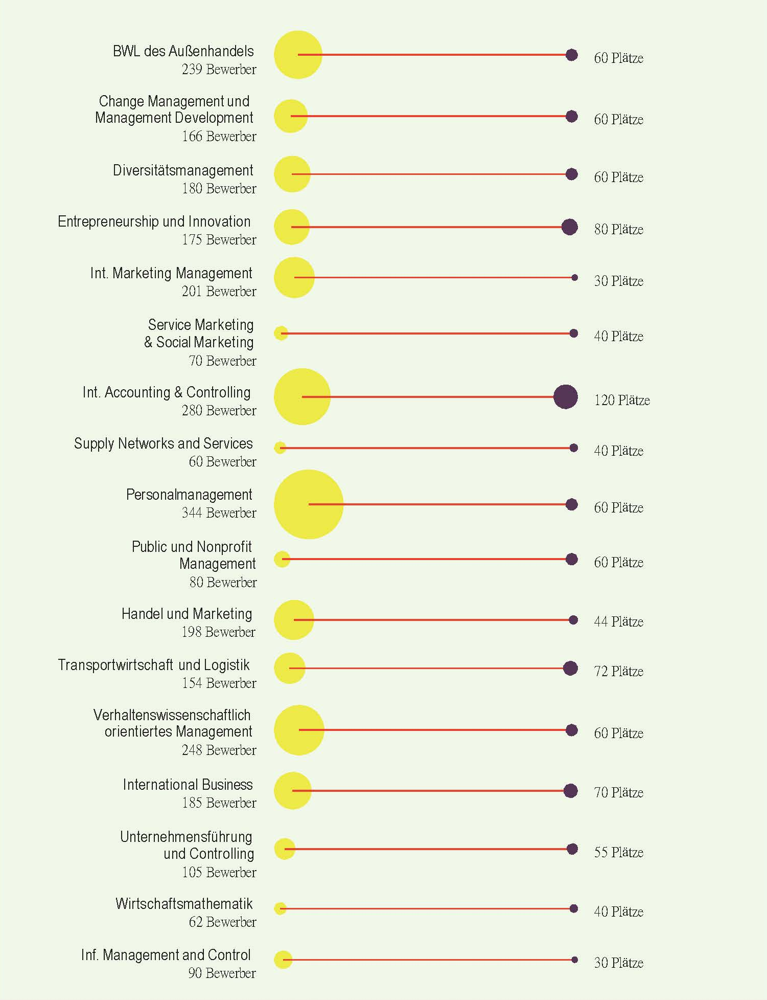 BWL des Außenhandels
239 Bewerber
60 Plätze
Change Management und
Management Development
166 Bewerber
60 Plätze
Diversitätsmanagement
180 Bewerber
60 Plätze
Entrepreneurship und Innovation
175 Bewerber
80 Plätze
Int. Marketing Management
201 Bewerber
30 Plätze
Service Marketing
& Social Marketing
70 Bewerber
40 Plätze
Int. Accounting & Controlling
280 Bewerber
120 Plätze
Supply Networks and Services
60 Bewerber
40 Plätze
Personalmanagement
344 Bewerber
60 Plätze
Public und Nonprofit
Management
80 Bewerber
60 Plätze
Handel und Marketing
198 Bewerber
44 Plätze
Transportwirtschaft und Logistik
154 Bewerber
72 Plätze
Verhaltenswissenschaftlich
orientiertes Management
248 Bewerber
60 Plätze
International Business
185 Bewerber
70 Plätze
Unternehmensführung
und Controlling
105 Bewerber
55 Plätze
Wirtschaftsmathematik
62 Bewerber
40 Plätze
Inf. Management and Control
90 Bewerber
30 Plätze